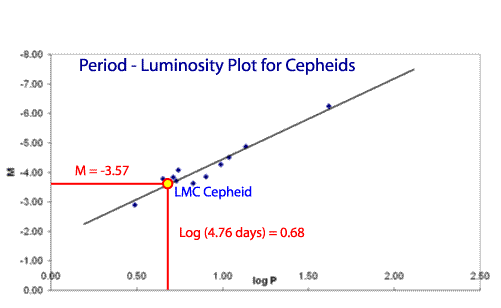 Period - Luminosity Plot for Cepheids
-8.00
-7.00
-6.00
-5.00
-4.00
-3.00
-2.00
-1.00
0.00
M
M = -3.57
LMC Cepheid
Log (4.76 days) = 0.68
0.00 0.50 1.00 1.50 2.00 2.50
log P